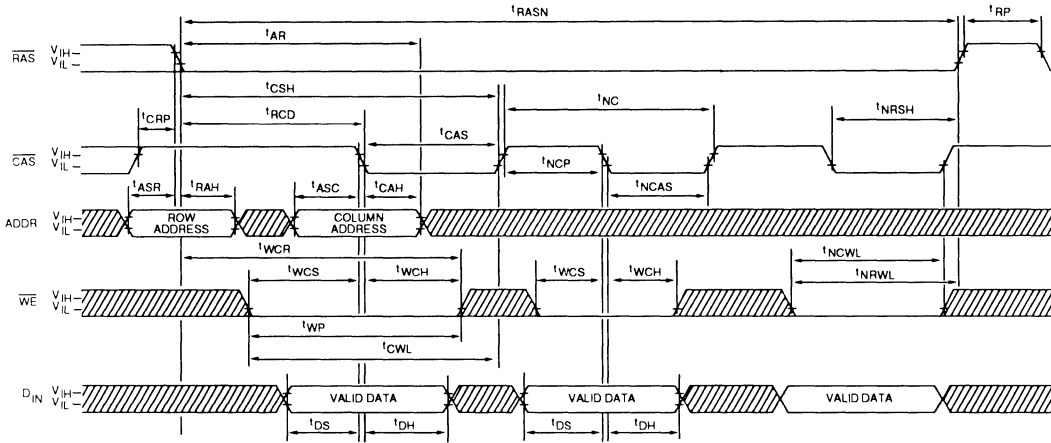 tRASN
tRP
tAR
RAS VIH
VIL
tCSH
tNC
tNRSH
tCRP
tRCD
tCAS
CAS VIH
VIL
tNCP
tASR
tRAH
tASC
tCAH
tNCAS
ADDR VIH
VIL
ROW
ADDRESS
COLUMN
ADDRESS
tWCR
tNCWL
tWCS
tWCH
tWCS
tWCH
tNRWL
WE VIH
VIL
tWP
tCWL
DIN VIH
VIL
VALID DATA
VALID DATA
VALID DATA
tDS
tDH
tDS
tDH